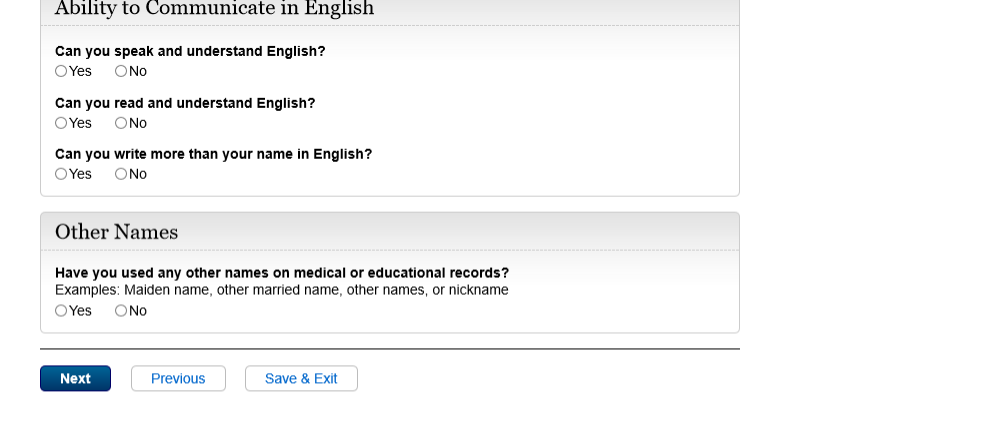 Ability to Communicate in English
Can you speak and understand English?
Yes No
Can you read and understand English?
Yes No
Can you write more than your name in English?
Yes No
Other Names
Have you used any other names on medical or educational records?
Examples: Maiden name, other married name, other names, or nickname
Yes No
Next Previous Save & Exit